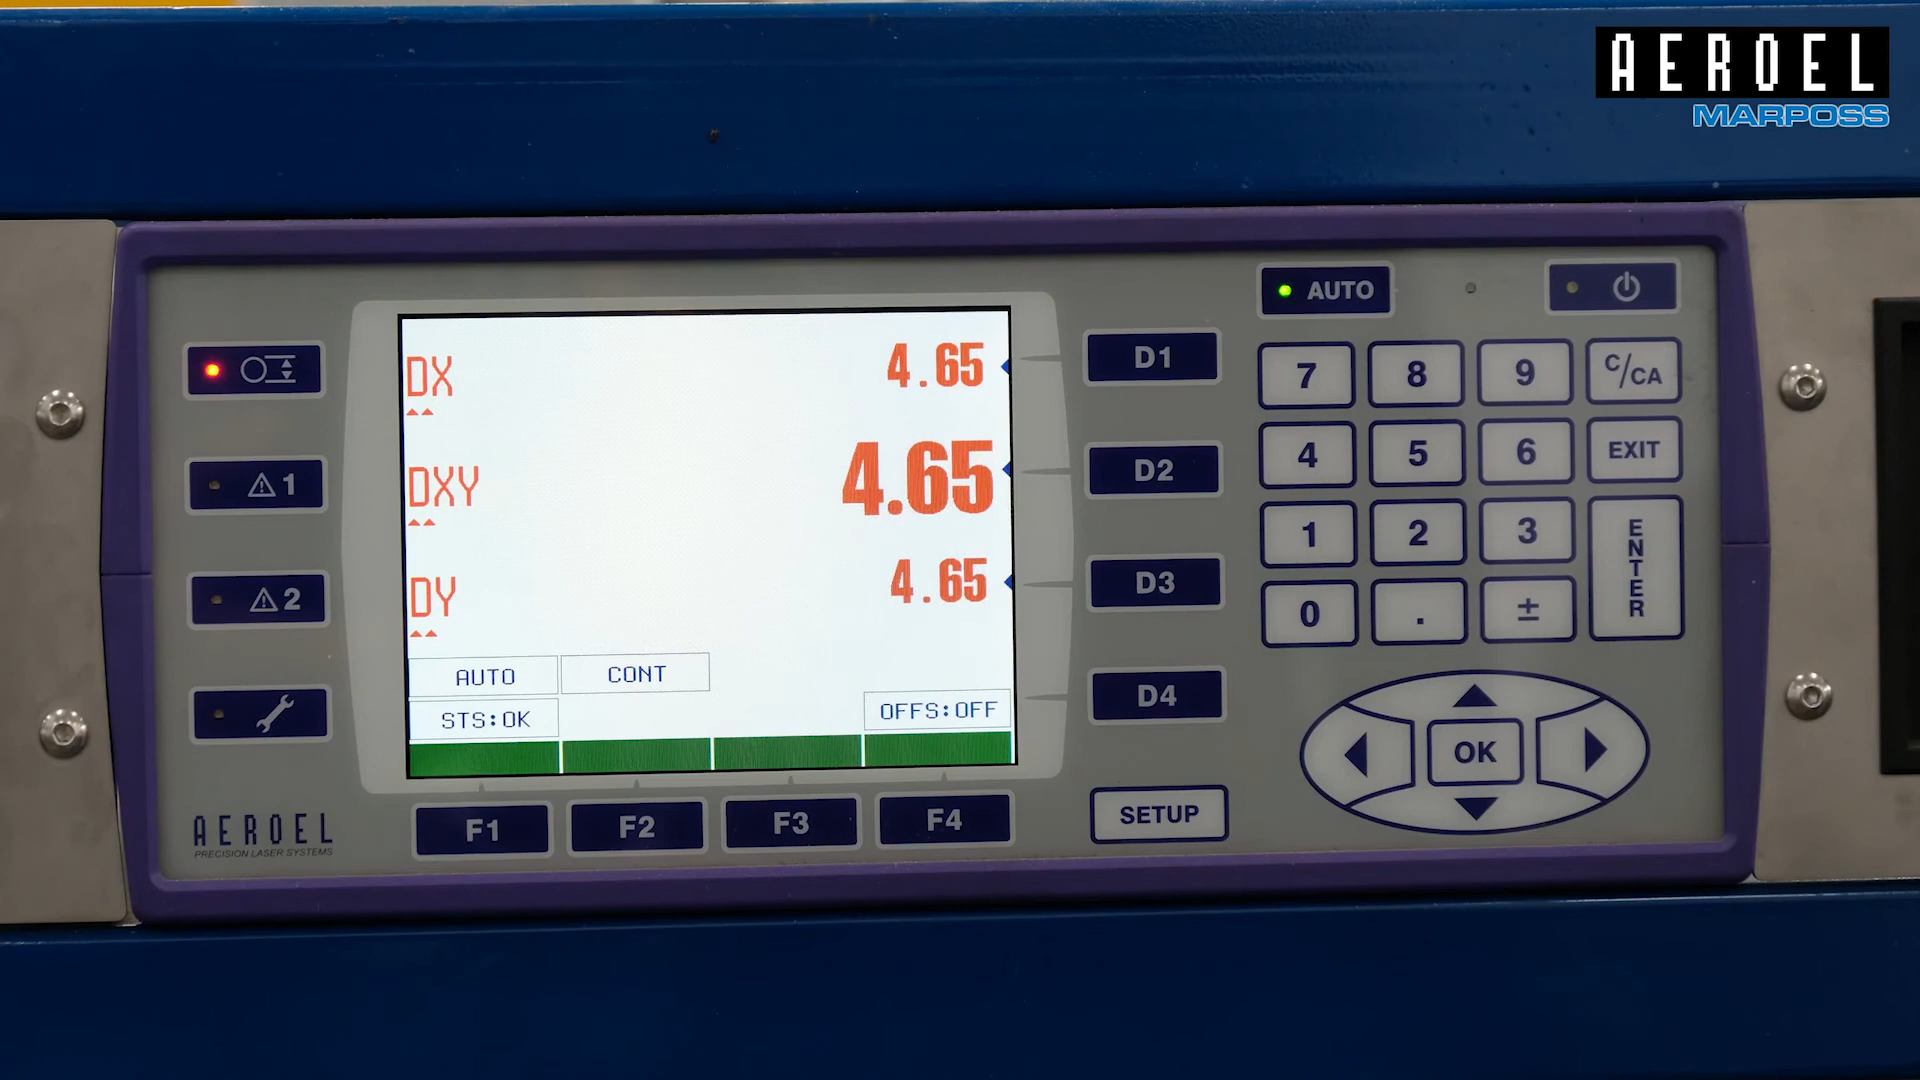 AEROEL
MARPOSS
AUTO
DX 4.65
DXY 4.65
DY 4.65
AUTO CONT
STS:OK OFFS:OFF
1
2
D1
D2
D3
D4
7 8 9 C/CA
4 5 6 EXIT
1 2 3 ENTER
0 . ±
OK
SETUP
F1 F2 F3 F4
AEROEL
PRECISION LASER SYSTEMS